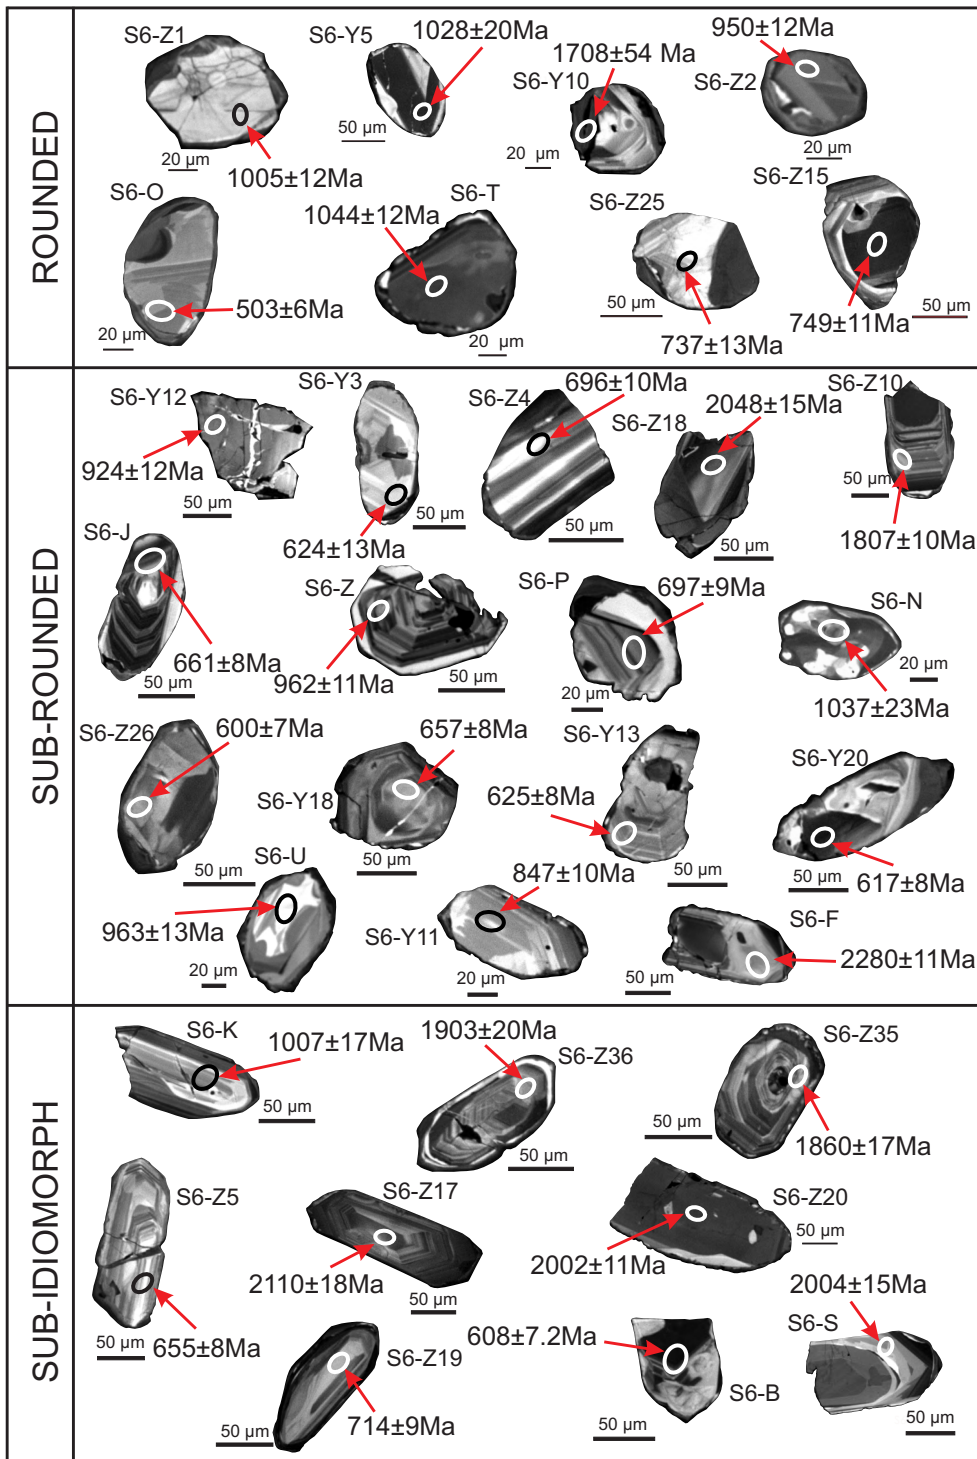 ROUNDED
S6-Z1
1005±12Ma
20 µm
S6-Y5
1028±20Ma
50 µm
S6-Y10
1708±54 Ma
20 µm
S6-Z2
950±12Ma
20 µm
S6-O
503±6Ma
20 µm
S6-T
1044±12Ma
20 µm
S6-Z25
737±13Ma
50 µm
S6-Z15
749±11Ma
50 µm
SUB-ROUNDED
S6-Y12
924±12Ma
50 µm
S6-Y3
624±13Ma
50 µm
S6-Z4
696±10Ma
50 µm
S6-Z18
2048±15Ma
50 µm
S6-Z10
1807±10Ma
50 µm
S6-J
661±8Ma
50 µm
S6-Z
962±11Ma
50 µm
S6-P
697±9Ma
20 µm
S6-N
1037±23Ma
20 µm
S6-Z26
600±7Ma
50 µm
S6-Y18
657±8Ma
50 µm
S6-Y13
625±8Ma
50 µm
S6-Y20
617±8Ma
50 µm
S6-U
963±13Ma
20 µm
S6-Y11
847±10Ma
20 µm
S6-F
2280±11Ma
50 µm
SUB-IDIOMORPH
S6-K
1007±17Ma
50 µm
S6-Z36
1903±20Ma
50 µm
S6-Z35
1860±17Ma
50 µm
S6-Z5
655±8Ma
50 µm
S6-Z17
2110±18Ma
50 µm
S6-Z20
2002±11Ma
50 µm
S6-Z19
714±9Ma
50 µm
S6-B
608±7.2Ma
50 µm
S6-S
2004±15Ma
50 µm